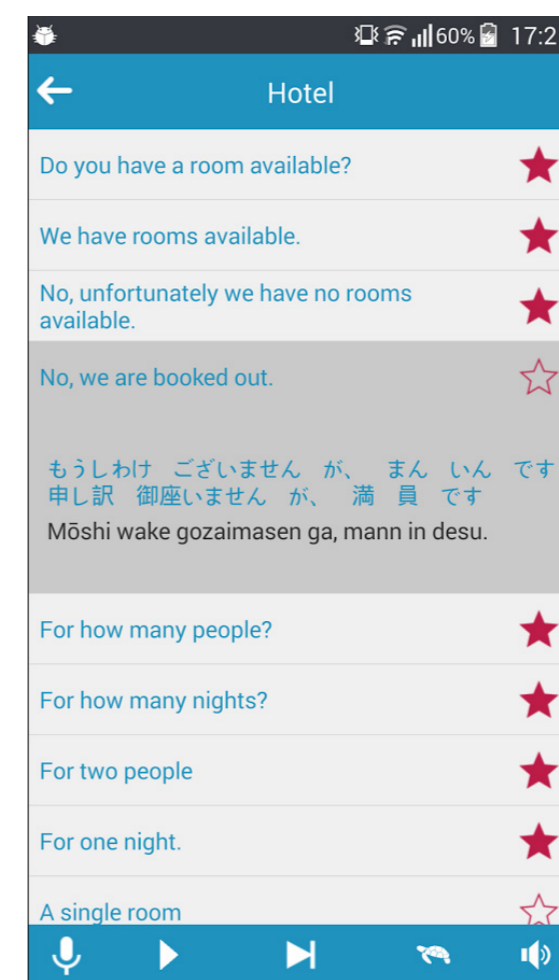 60% 17:2
Hotel
Do you have a room available?
We have rooms available.
No, unfortunately we have no rooms
available.
No, we are booked out.
もうしわけ ございません が、 まん いん です
申し訳 御座いません が、 満 員 です
Mōshi wake gozaimasen ga, mann in desu.
For how many people?
For how many nights?
For two people
For one night.
A single room